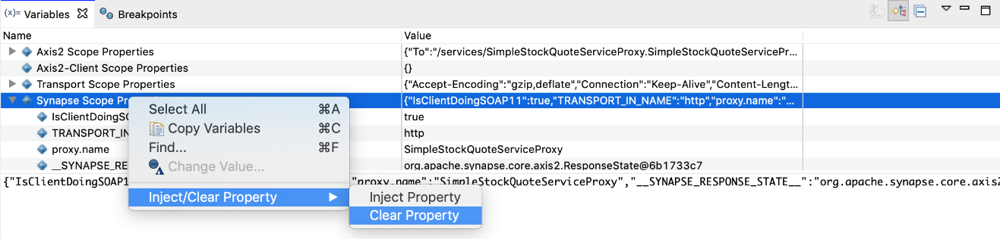 (x)= Variables Breakpoints
Name Value
Axis2 Scope Properties {"To":"/services/SimpleStockQuoteServiceProxy.SimpleStockQuoteServicePr...
Axis2-Client Scope Properties {}
Transport Scope Properties {"Accept-Encoding":"gzip,deflate","Connection":"Keep-Alive","Content-Lengt...
Synapse Scope Pr {"IsClientDoingSOAP11":true,"TRANSPORT_IN_NAME":"http","proxy.name":"...
Select All ⌘A
IsClientDoingSO true
Copy Variables ⌘C
TRANSPORT_IN http
Find... ⌘F
proxy.name SimpleStockQuoteServiceProxy
Change Value...
__SYNAPSE_RE org.apache.synapse.core.axis2.ResponseState@6b1733c7
{"IsClientDoingSOAP1 "proxy.name":"SimpleStockQuoteServiceProxy","__SYNAPSE_RESPONSE_STATE__":"org.apache.synapse.core.axis2
Inject/Clear Property
Inject Property
Clear Property